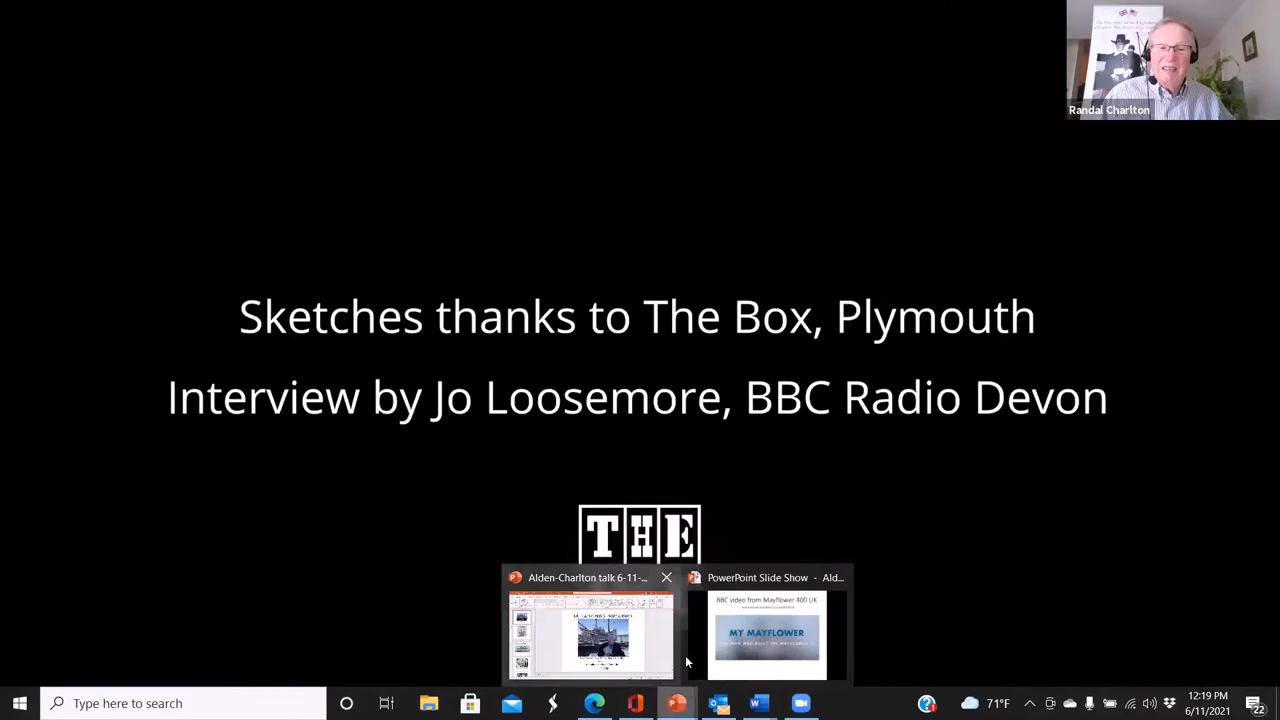 Randal Charlton
Sketches thanks to The Box, Plymouth
Interview by Jo Loosemore, BBC Radio Devon
THE
Alden-Charlton talk 6-11-...
PowerPoint Slide Show - Ald...
BBC video from Mayflower 400 UK
MY MAYFLOWER
Type here to search
71°F
12:19 PM
6/11/2021
22